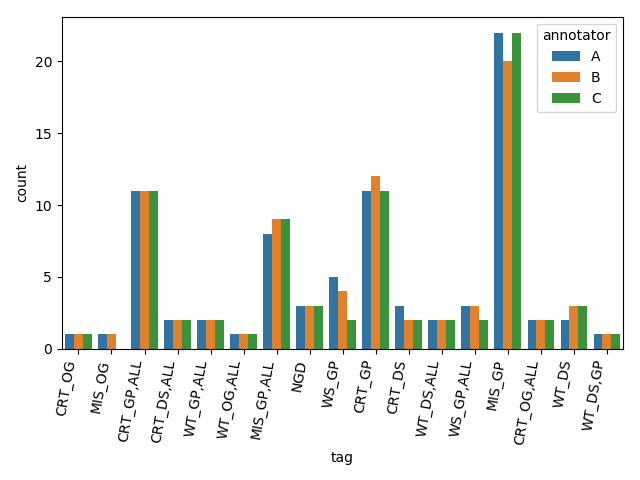 annotator
A
B
C
count
20
15
10
5
0
CRT_OG
MIS_OG
CRT_GP,ALL
CRT_DS,ALL
WT_GP,ALL
WT_OG,ALL
MIS_GP,ALL
NGD
WS_GP
CRT_GP
CRT_DS
WT_DS,ALL
WS_GP,ALL
MIS_GP
CRT_OG,ALL
WT_DS
WT_DS,GP
tag